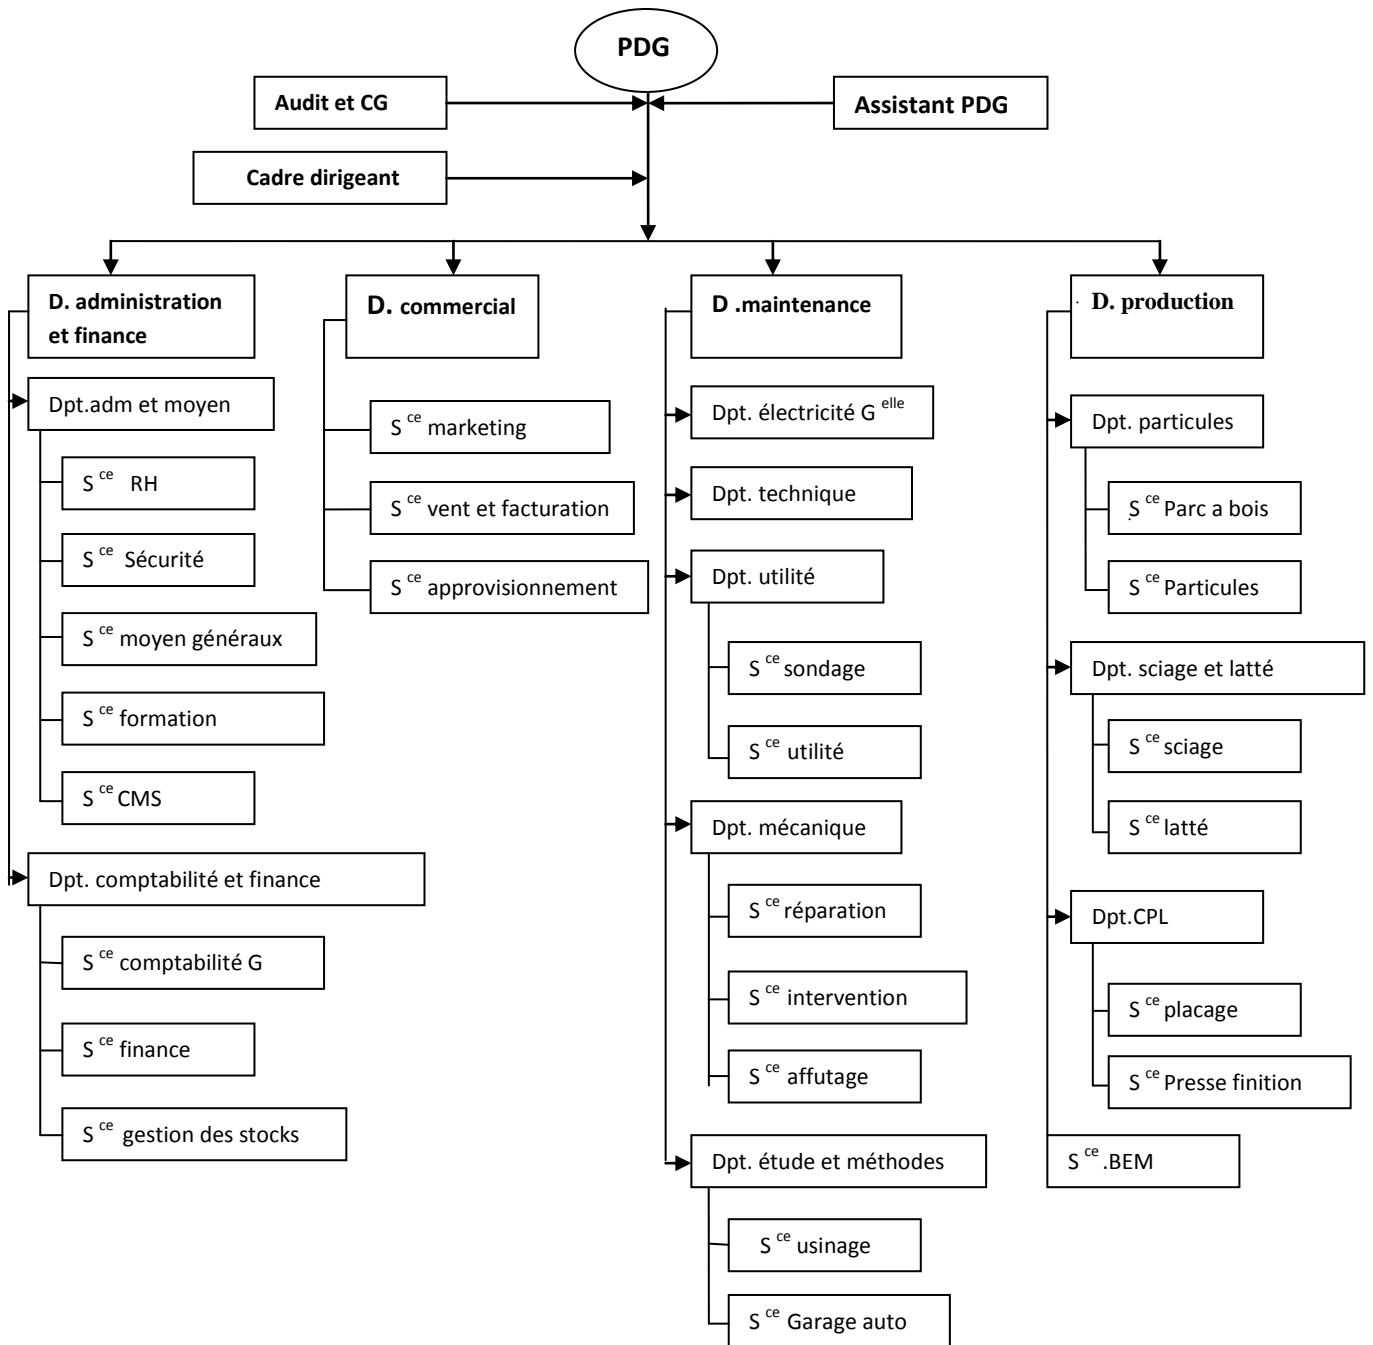 PDG
Audit et CG
Assistant PDG
Cadre dirigeant
D. administration
et finance
Dpt.adm et moyen
S ce RH
S ce Sécurité
S ce moyen généraux
S ce formation
S ce CMS
Dpt. comptabilité et finance
S ce comptabilité G
S ce finance
S ce gestion des stocks
D. commercial
S ce marketing
S ce vent et facturation
S ce approvisionnement
D .maintenance
Dpt. électricité G elle
Dpt. technique
Dpt. utilité
S ce sondage
S ce utilité
Dpt. mécanique
S ce réparation
S ce intervention
S ce affutage
Dpt. étude et méthodes
S ce usinage
S ce Garage auto
D. production
Dpt. particules
S ce Parc a bois
S ce Particules
Dpt. sciage et latté
S ce sciage
S ce latté
Dpt.CPL
S ce placage
S ce Presse finition
S ce .BEM